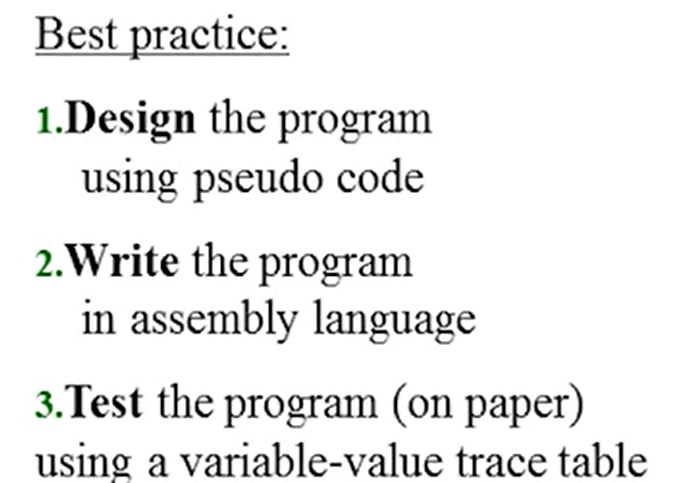 Best practice:
1.Design the program
using pseudo code
2.Write the program
in assembly language
3.Test the program (on paper)
using a variable-value trace table